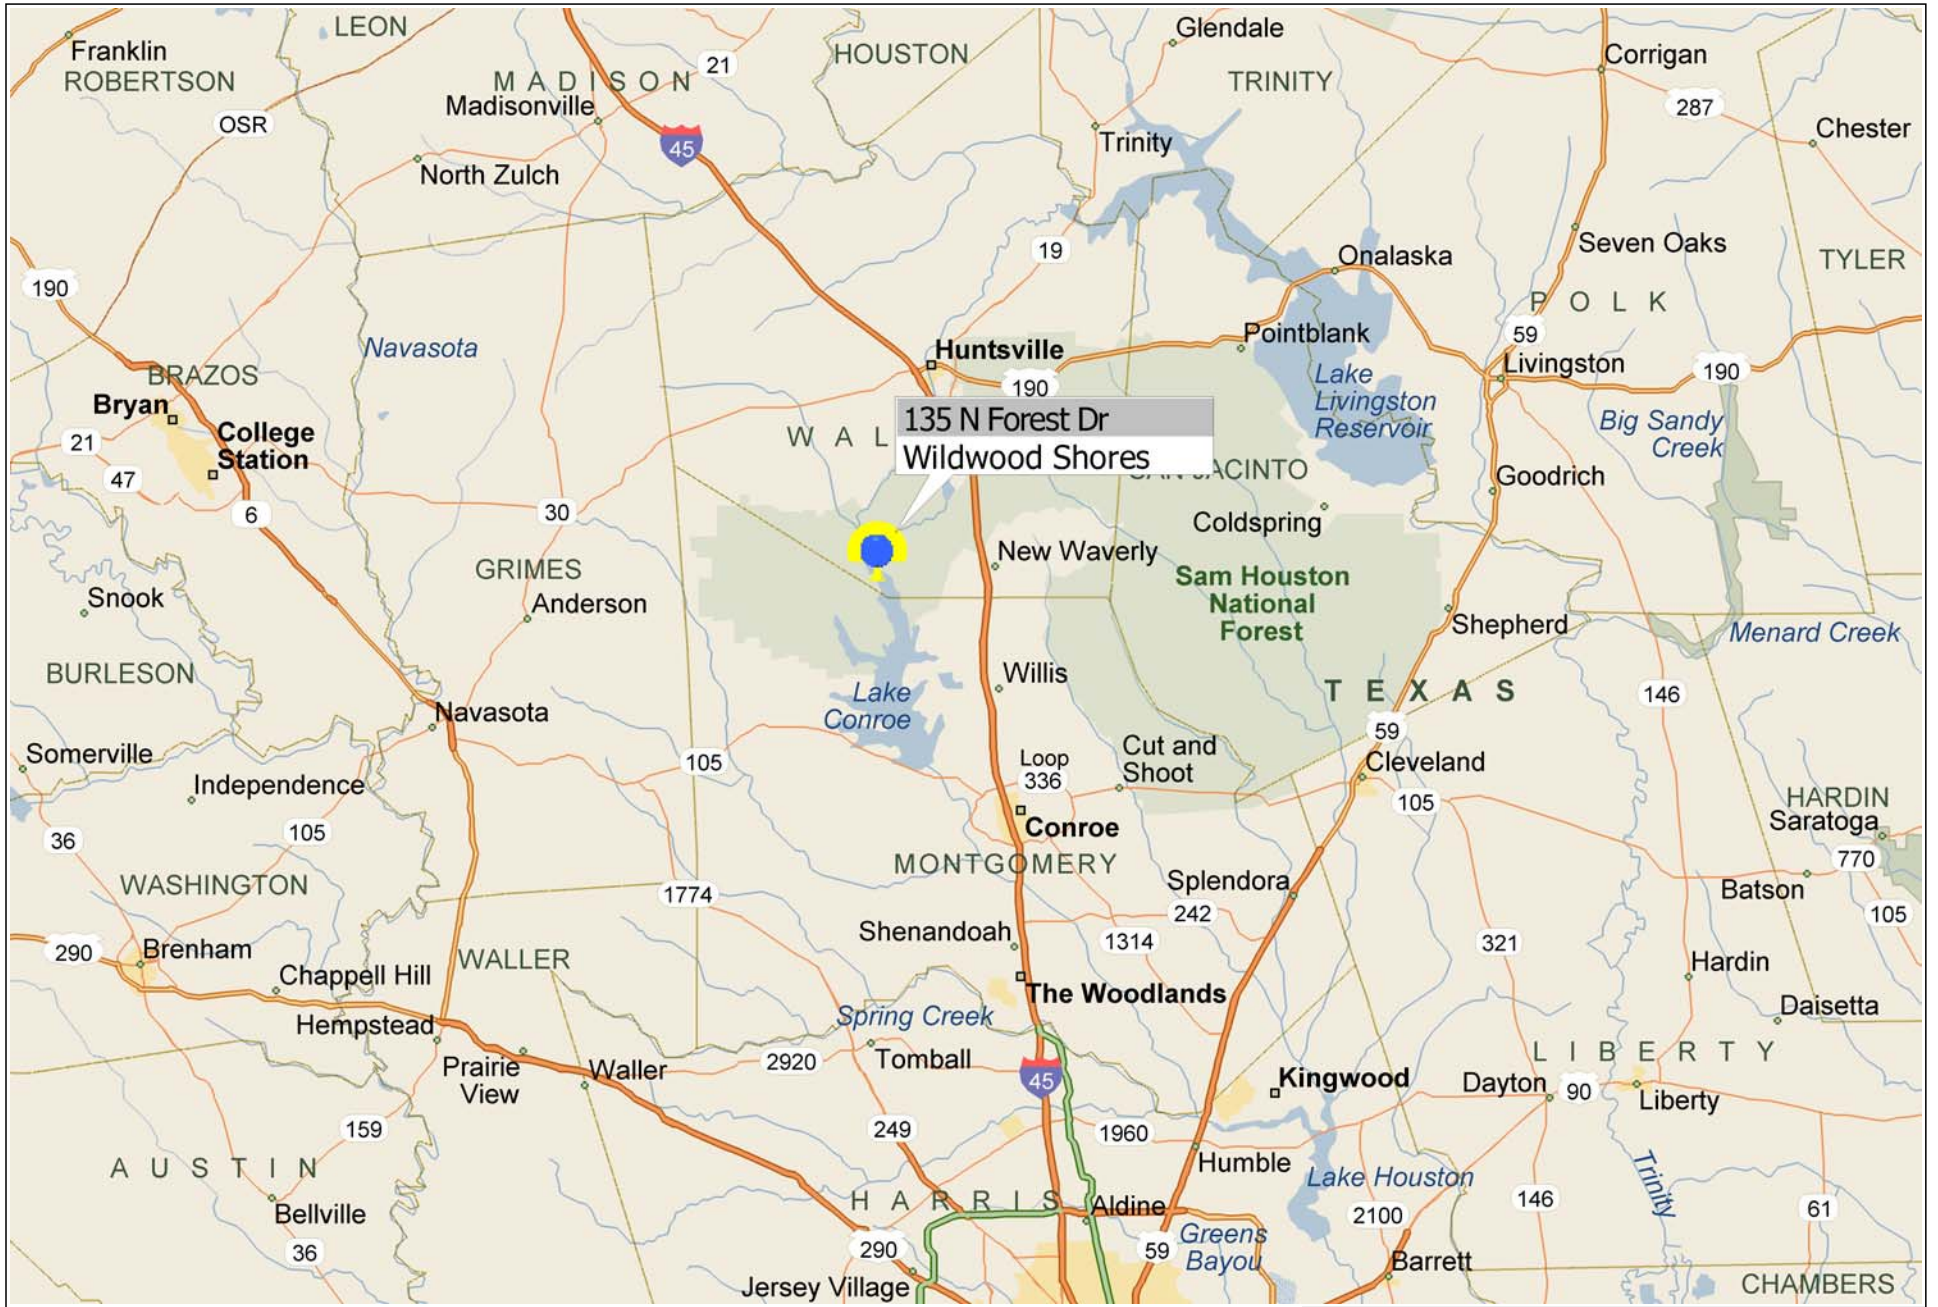 LEON
Glendale
Franklin
HOUSTON
Corrigan
21
ROBERTSON
MADISON
TRINITY
Madisonville
287
OSR
Chester
45
Trinity
North Zulch
19
Seven Oaks
Onalaska
TYLER
190
POLK
59
Pointblank
Navasota
Huntsville
Livingston
BRAZOS
190
190
Lake
Livingston
Reservoir
Bryan
135 N Forest Dr
Wildwood Shores
Big Sandy
Creek
21
College
Station
WAL
SAN JACINTO
47
Goodrich
6
30
Coldspring
New Waverly
GRIMES
Sam Houston
National
Forest
Snook
Anderson
Shepherd
Menard Creek
BURLESON
Willis
TEXAS
146
Lake
Conroe
Navasota
59
Somerville
105
Loop
336
Cut and
Shoot
Cleveland
Independence
105
HARDIN
Saratoga
36
105
Conroe
770
MONTGOMERY
WASHINGTON
1774
Splendora
Batson
242
105
Shenandoah
1314
321
290
Brenham
WALLER
Hardin
Chappell Hill
The Woodlands
Daisetta
Spring Creek
Hempstead
LIBERTY
2920
Tomball
Prairie
View
Waller
45
Kingwood
Dayton
90
Liberty
159
249
1960
AUSTIN
Humble
Lake Houston
Trinity
HARRIS
Aldine
146
Bellville
2100
61
36
290
59
Greens
Bayou
Barrett
Jersey Village
CHAMBERS